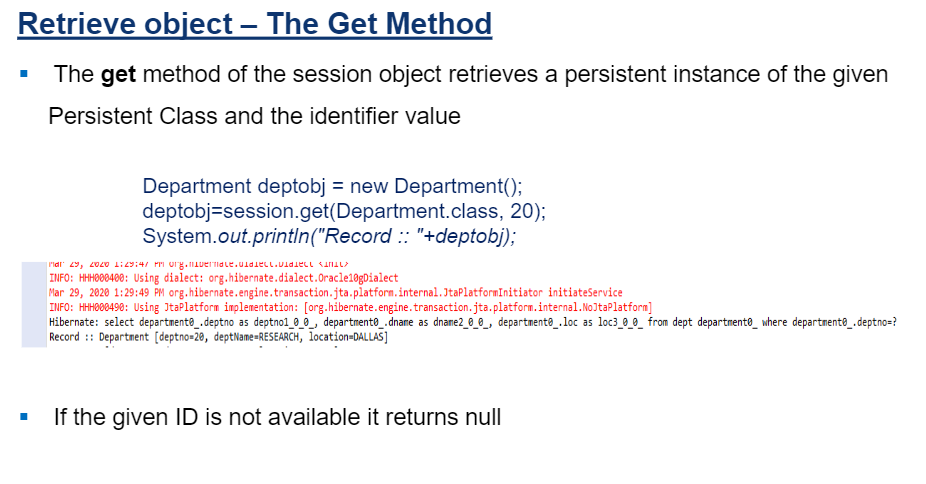 Retrieve object – The Get Method
▪ The get method of the session object retrieves a persistent instance of the given
Persistent Class and the identifier value
Department deptobj = new Department();
deptobj=session.get(Department.class, 20);
System.out.println("Record :: "+deptobj);
Mar 29, 2020 1:29:47 PM org.hibernate.dialect.Dialect <init>
INFO: HHH000400: Using dialect: org.hibernate.dialect.Oracle10gDialect
Mar 29, 2020 1:29:49 PM org.hibernate.engine.transaction.jta.platform.internal.JtaPlatformInitiator initiateService
INFO: HHH000490: Using JtaPlatform implementation: [org.hibernate.engine.transaction.jta.platform.internal.NoJtaPlatform]
Hibernate: select department0_.deptno as deptno1_0_0_, department0_.dname as dname2_0_0_, department0_.loc as loc3_0_0_ from dept department0_ where department0_.deptno=?
Record :: Department [deptno=20, deptName=RESEARCH, location=DALLAS]
▪ If the given ID is not available it returns null